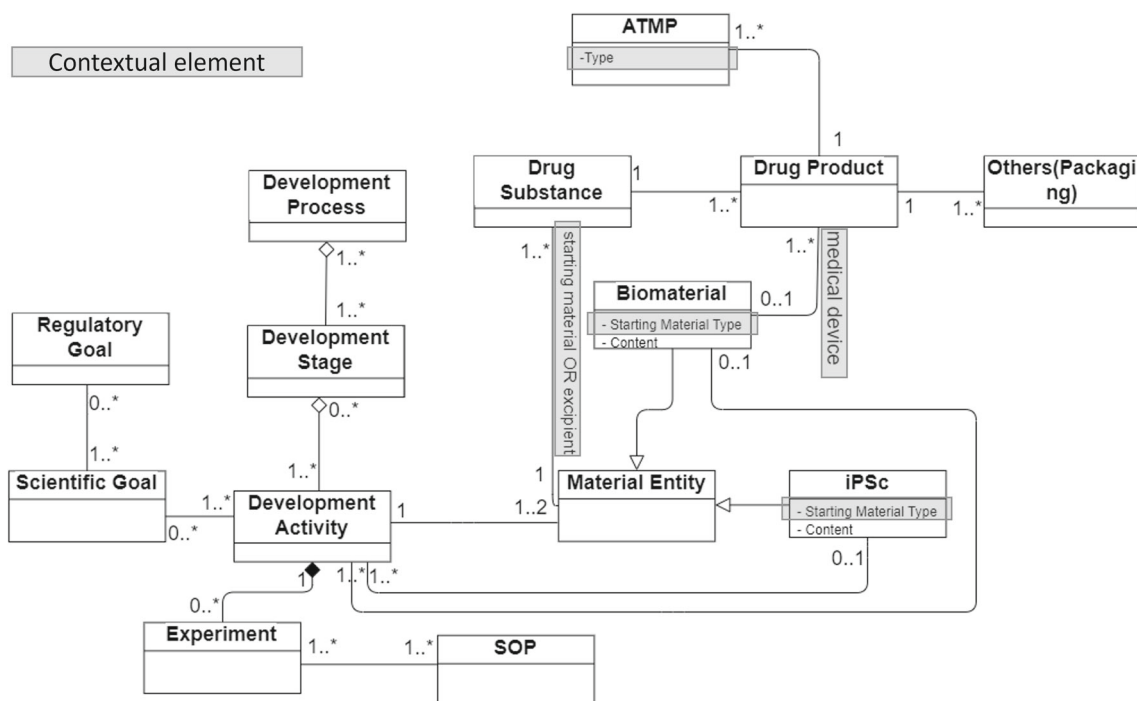 ATMP
1..*
Contextual element
-Type
1
Drug
Substance
1
Drug Product
Others(Packagi
ng)
Development
Process
1..*
1
1..*
1..*
1..*
1..*
starting material OR excipient
medical device
Biomaterial
0..1
- Starting Material Type
- Content
0..1
Regulatory
Goal
1..*
Development
Stage
0..*
0..*
1..*
1..*
1
Scientific Goal
Material Entity
iPSc
1..*
Development
Activity
1
1..2
- Starting Material Type
- Content
0..*
0..1
1
1..*
1..*
0..*
Experiment
1..*
1..*
SOP